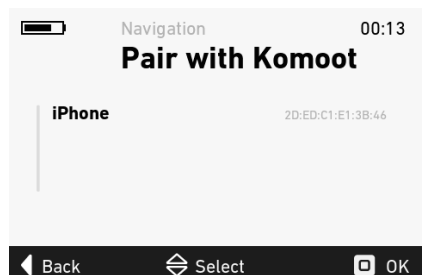 Navigation 00:13
Pair with Komoot
iPhone 2D:ED:C1:E1:3B:46
Back Select OK